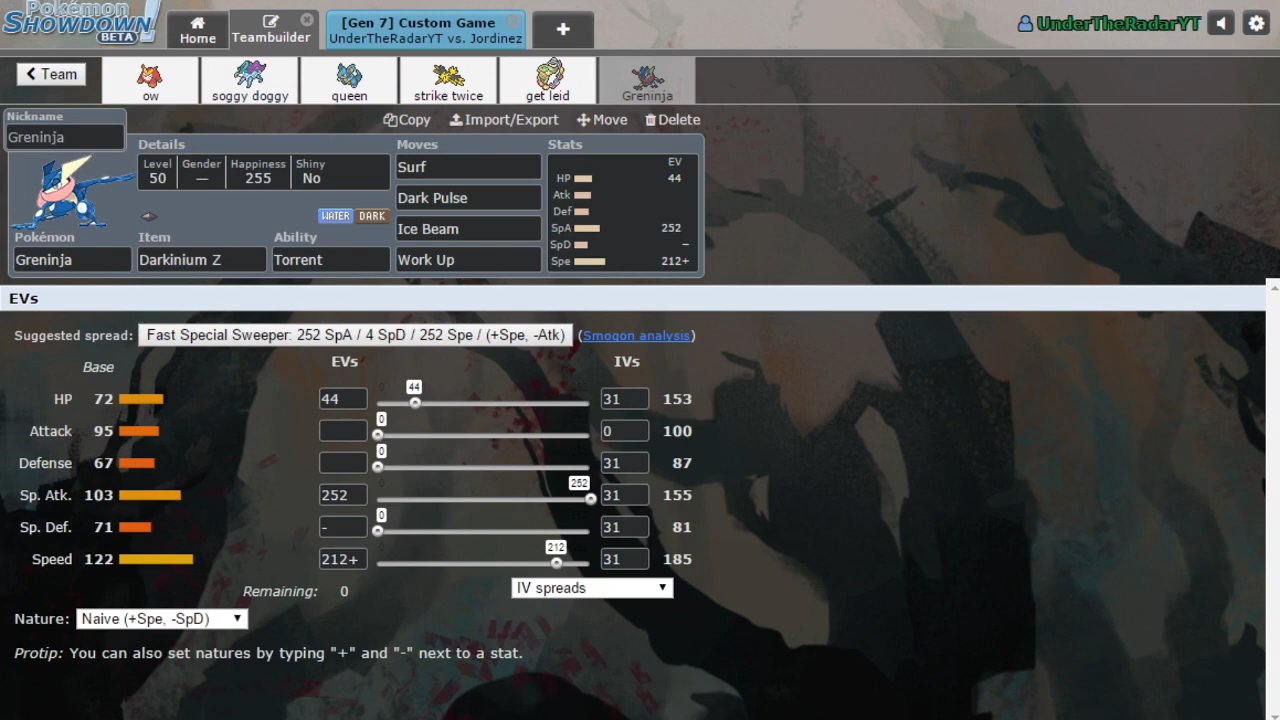 Pokémon
SHOWDOWN!
BETA
Home
Teambuilder
[Gen 7] Custom Game
UnderTheRadarYT vs. Jordinez
+
UnderTheRadarYT
Team
ow
soggy doggy
queen
strike twice
get leid
Greninja
Nickname
Greninja
Copy
Import/Export
Move
Delete
Details
Level
50
Gender
—
Happiness
255
Shiny
No
WATER
DARK
Pokémon
Greninja
Item
Darkinium Z
Ability
Torrent
Moves
Surf
Dark Pulse
Ice Beam
Work Up
Stats
EV
HP 44
Atk
Def
SpA 252
SpD –
Spe 212+
EVs
Suggested spread: Fast Special Sweeper: 252 SpA / 4 SpD / 252 Spe / (+Spe, -Atk) (Smogon analysis)
Base EVs IVs
HP 72 44 0 44 252 31 153
Attack 95 0 0 100
Defense 67 0 31 87
Sp. Atk. 103 252 0 252 31 155
Sp. Def. 71 - 0 31 81
Speed 122 212+ 212 31 185
Remaining: 0 IV spreads
Nature: Naive (+Spe, -SpD)
Protip: You can also set natures by typing "+" and "-" next to a stat.